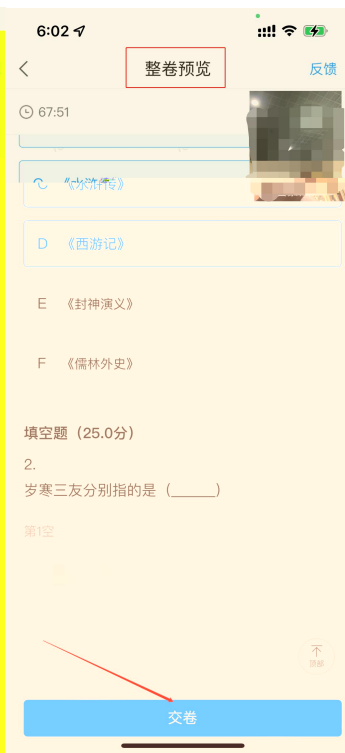 6:02
整卷预览
反馈
67:51
C 《水浒传》
D 《西游记》
E 《封神演义》
F 《儒林外史》
填空题（25.0分）
2.
岁寒三友分别指的是（_____）
第1空
顶部
交卷